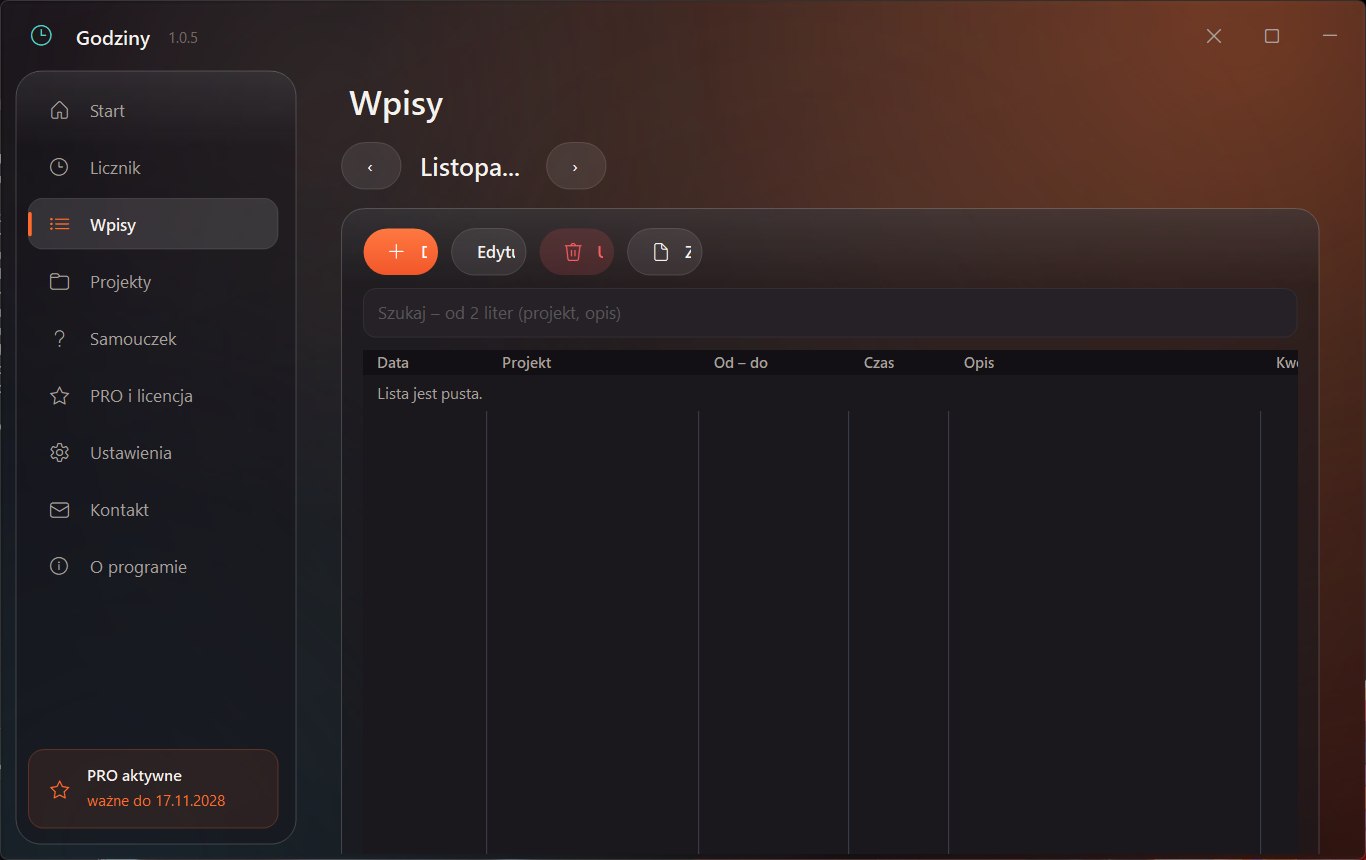 Godziny 1.0.5
Start
Licznik
Wpisy
Projekty
Samouczek
PRO i licencja
Ustawienia
Kontakt
O programie
PRO aktywne
ważne do 17.11.2028
Wpisy
‹ Listopa... ›
Edytu
Szukaj – od 2 liter (projekt, opis)
Data Projekt Od – do Czas Opis Kw
Lista jest pusta.